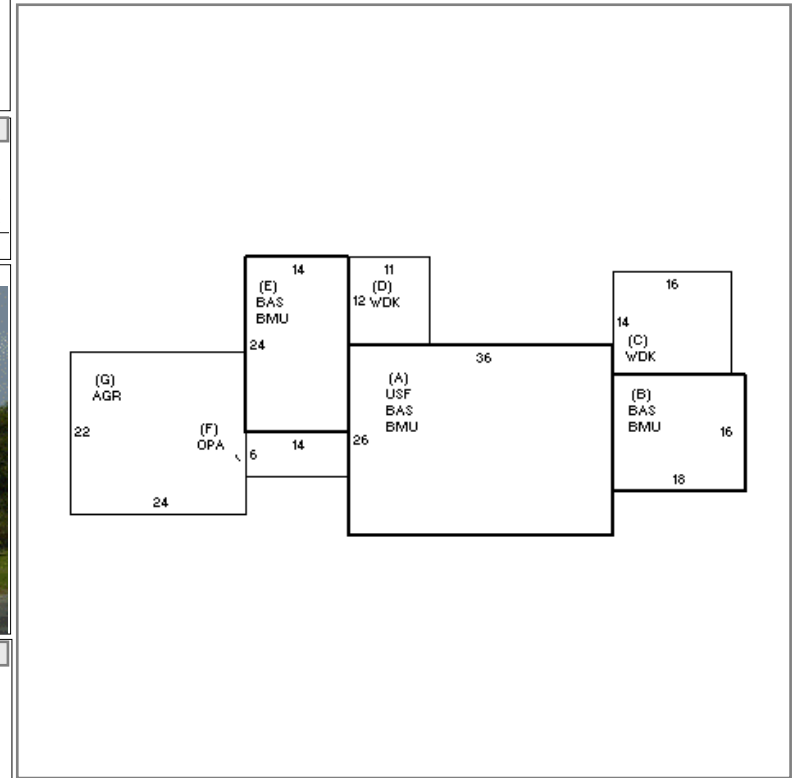 14
(E)
BAS
BMU
24
11
(D)
12 WDK
16
14
(C)
WDK
36
(A)
USF
BAS
BMU
26
(B)
BAS
BMU
16
18
(G)
AGR
22
24
(F)
OPA
6
14